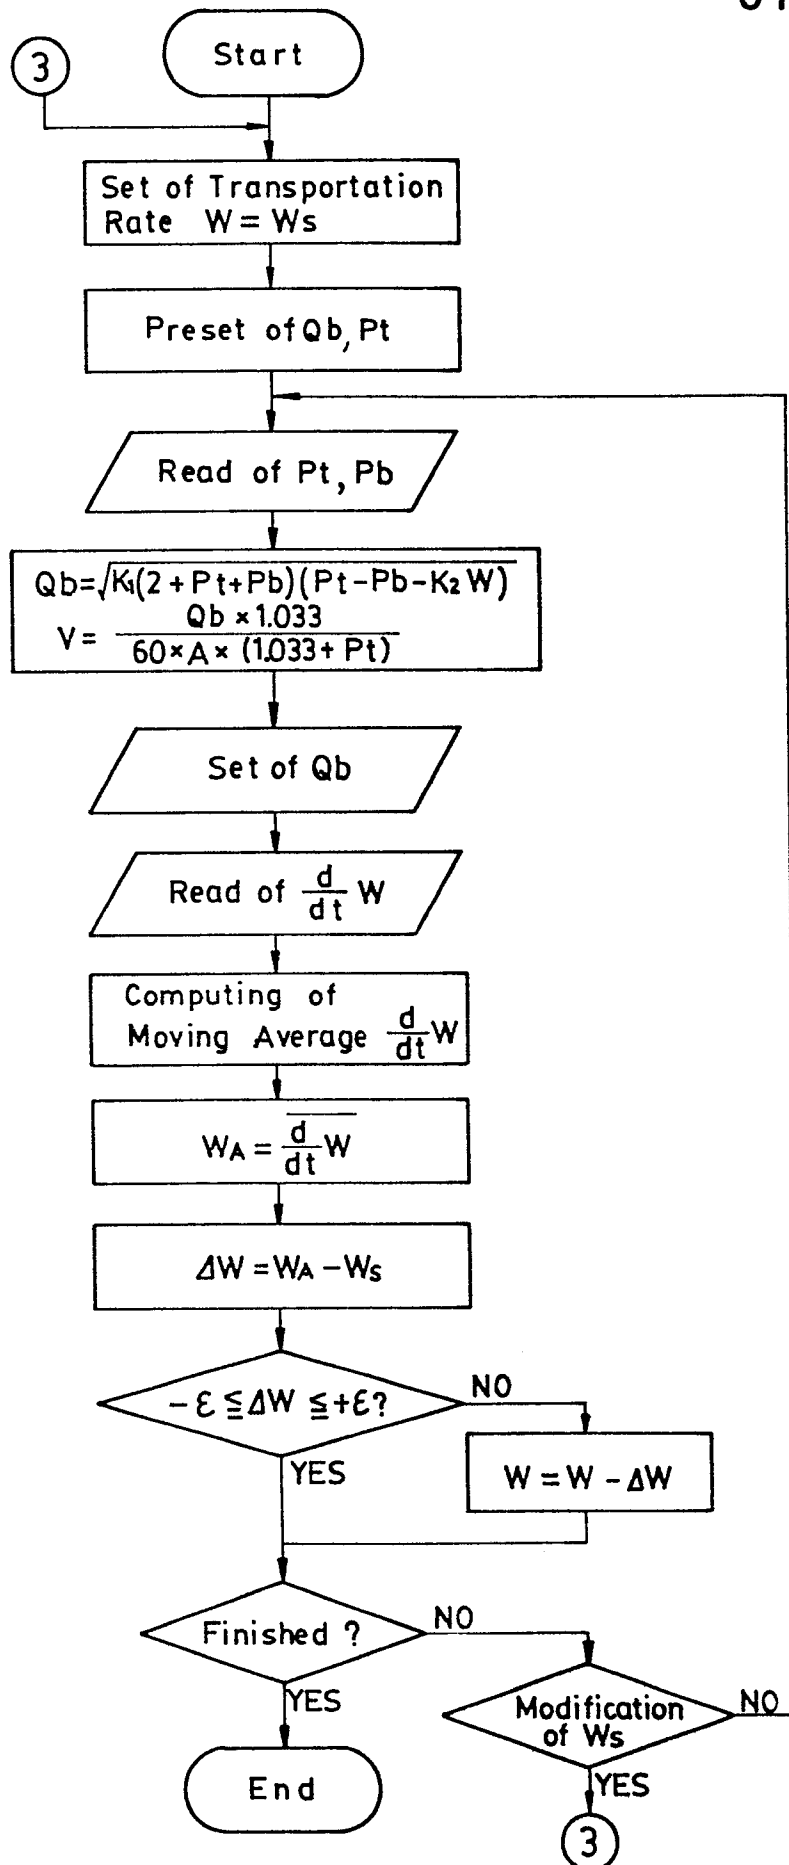 3
Start
Set of Transportation
Rate W = Ws
Preset of Qb, Pt
Read of Pt, Pb
Qb=√K1(2+Pt+Pb)(Pt-Pb-K2W)
V= Qb×1.033
60×A×(1.033+Pt)
Set of Qb
Read of d/dt W
Computing of
Moving Average d/dt W
WA = d/dt W
ΔW = WA - Ws
-ε ≦ ΔW ≦ +ε?
NO
YES
W = W - ΔW
Finished ?
NO
YES
Modification
of Ws
NO
YES
End
3